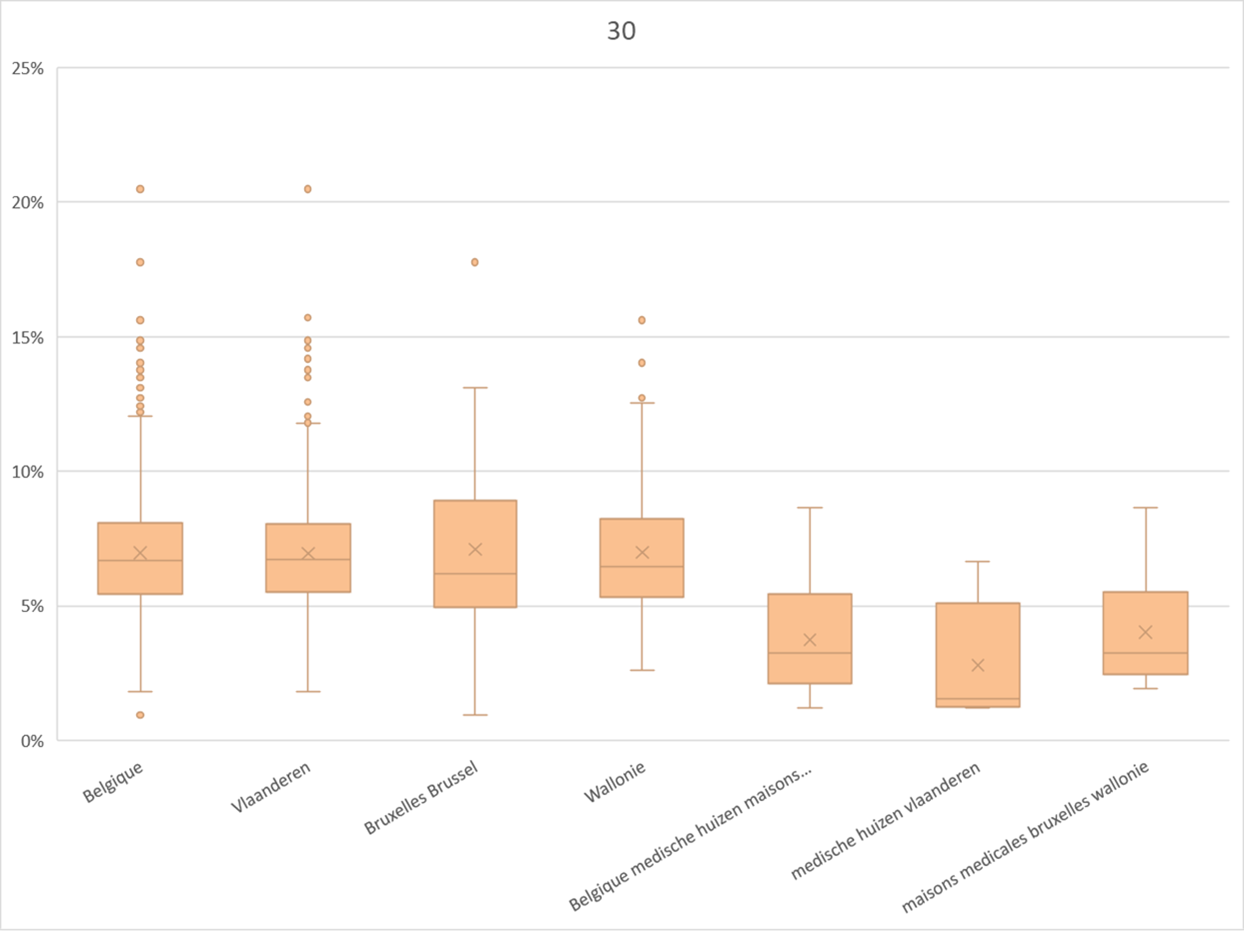 30
25%
20%
15%
10%
5%
0%
Belgique
Vlaanderen
Bruxelles Brussel
Wallonie
Belgique medische huizen maisons...
medische huizen vlaanderen
maisons medicales bruxelles wallonie